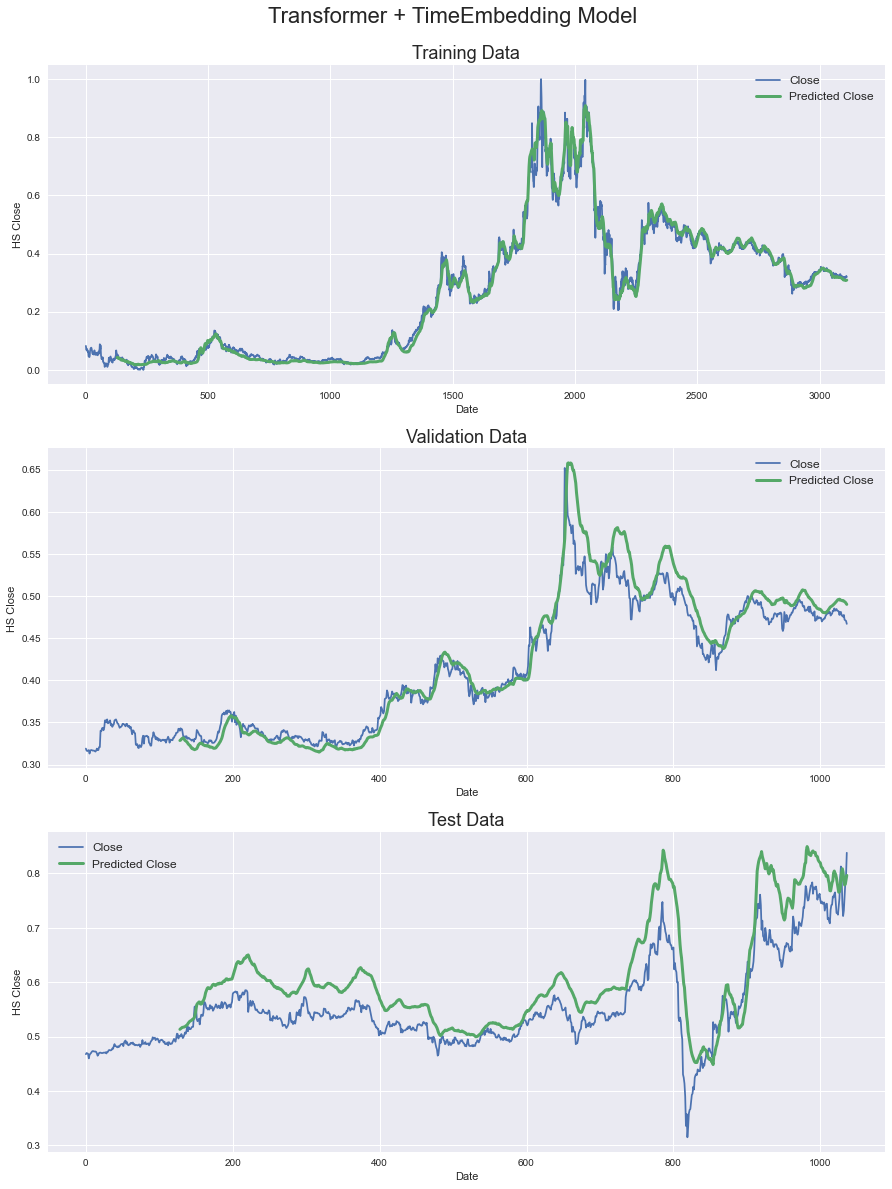 Transformer + TimeEmbedding Model
Training Data
Close
Predicted Close
HS Close
1.0
0.8
0.6
0.4
0.2
0.0
0 500 1000 1500 2000 2500 3000
Date
Validation Data
Close
Predicted Close
HS Close
0.65
0.60
0.55
0.50
0.45
0.40
0.35
0.30
0 200 400 600 800 1000
Date
Test Data
Close
Predicted Close
HS Close
0.8
0.7
0.6
0.5
0.4
0.3
0 200 400 600 800 1000
Date